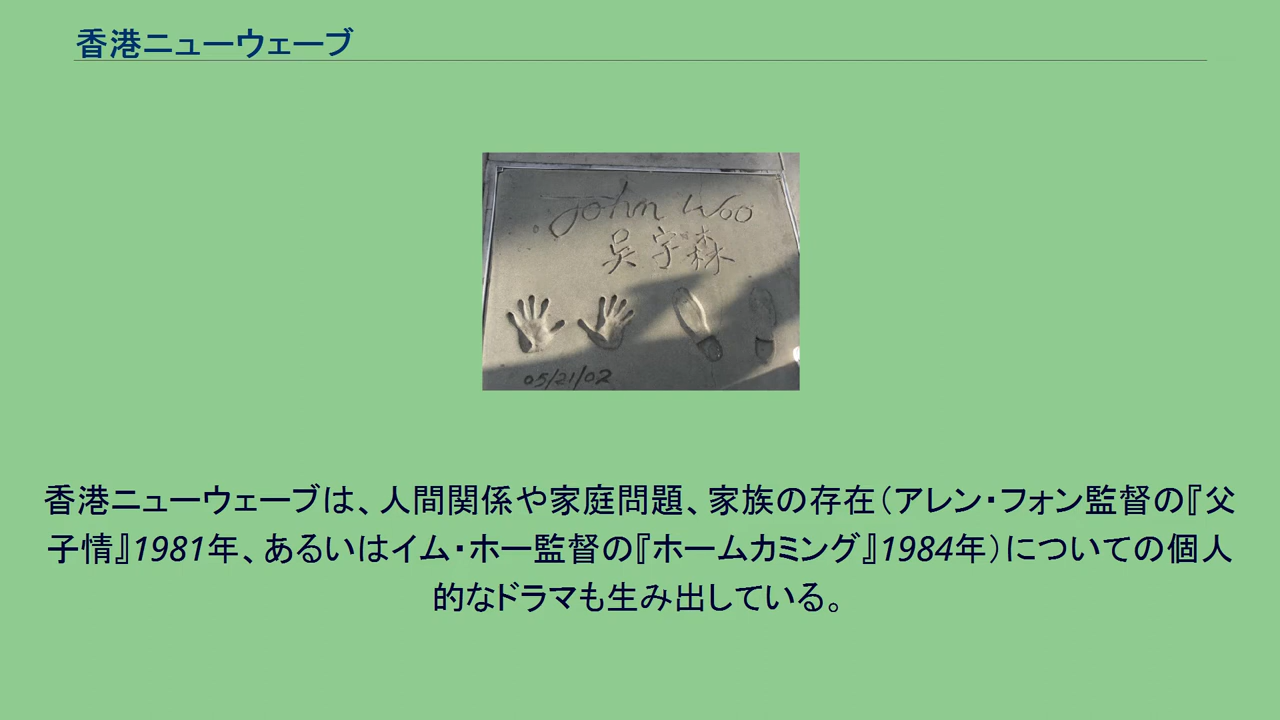 香港ニューウェーブ
John Woo
吳宇森
05/21/02
香港ニューウェーブは、人間関係や家庭問題、家族の存在（アレン・フォン監督の『父
子情』1981年、あるいはイム・ホー監督の『ホームカミング』1984年）についての個人
的なドラマも生み出している。